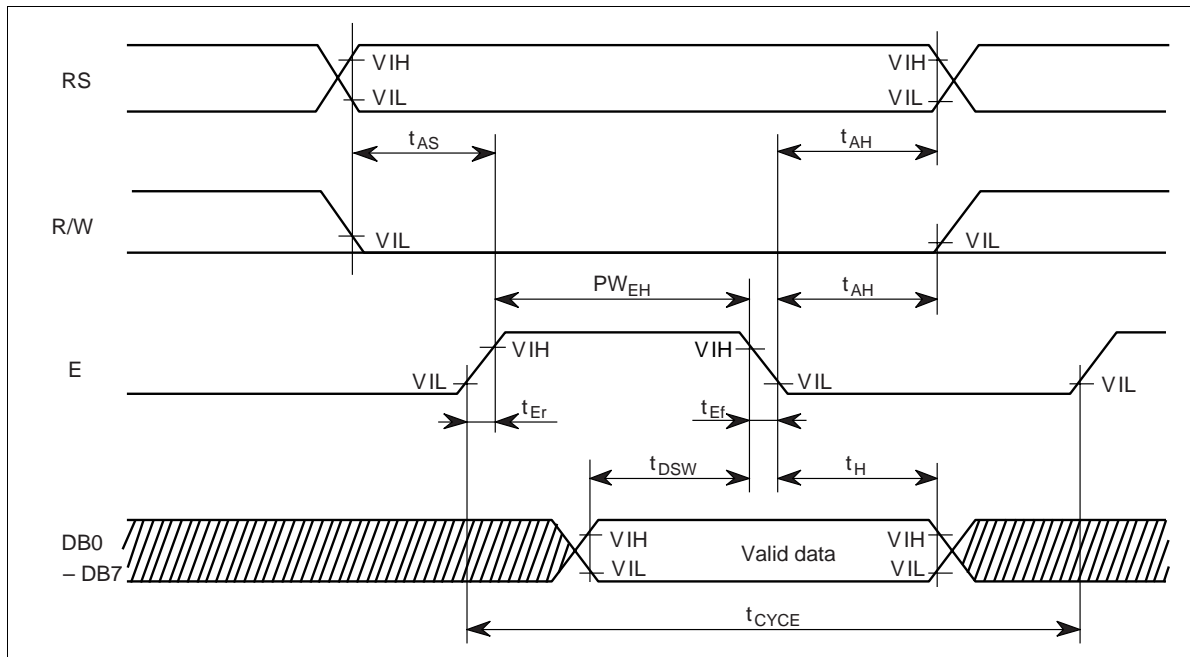 RS
VIH
VIH
VIL
VIL
tAS
tAH
R/W
VIL
VIL
PWEH
tAH
E
VIH
VIH
VIL
VIL
VIL
tEr
tEf
tDSW
tH
DB0
– DB7
VIH
Valid data
VIH
VIL
VIL
tCYCE